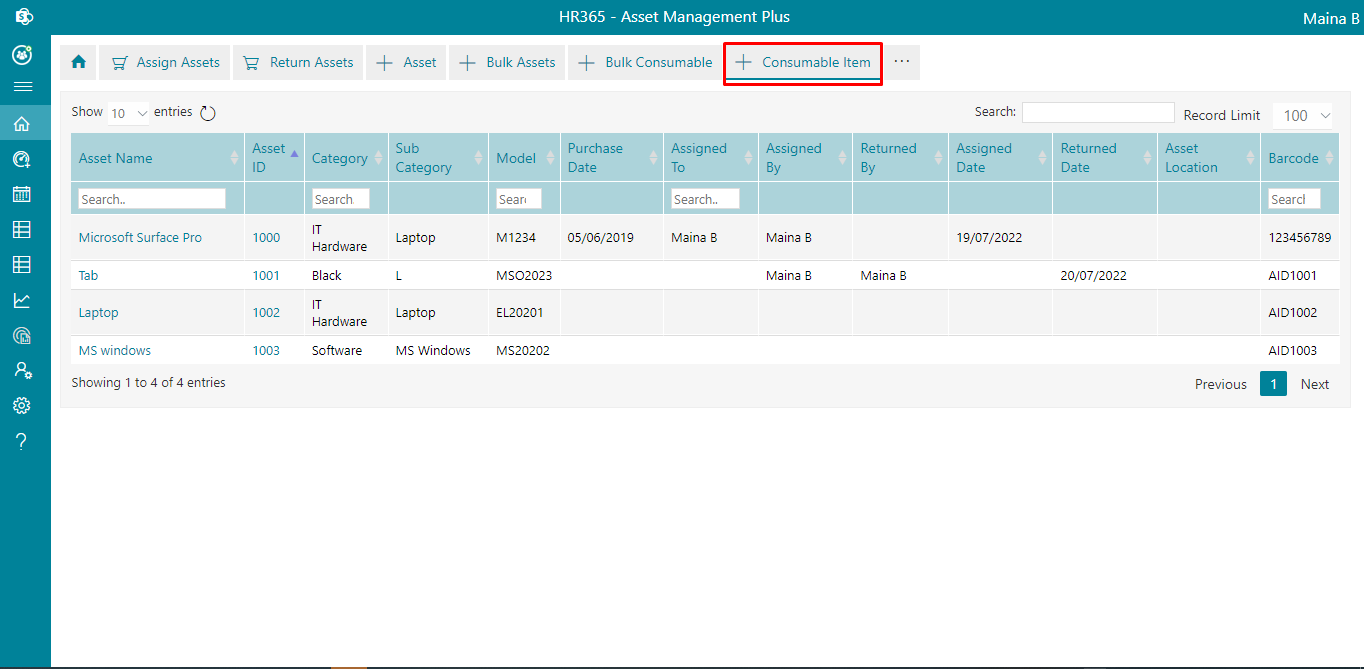 HR365 - Asset Management Plus
Maina B
Assign Assets
Return Assets
Asset
Bulk Assets
Bulk Consumable
Consumable Item
...
Show 10 entries
Search:
Record Limit 100
Asset Name
Asset ID
Category
Sub Category
Model
Purchase Date
Assigned To
Assigned By
Returned By
Assigned Date
Returned Date
Asset Location
Barcode
Search.. Search Searc Search.. Search
Microsoft Surface Pro 1000 IT Hardware Laptop M1234 05/06/2019 Maina B Maina B 19/07/2022 123456789
Tab 1001 Black L MSO2023 Maina B Maina B 20/07/2022 AID1001
Laptop 1002 IT Hardware Laptop EL20201 AID1002
MS windows 1003 Software MS Windows MS20202 AID1003
Showing 1 to 4 of 4 entries
Previous 1 Next